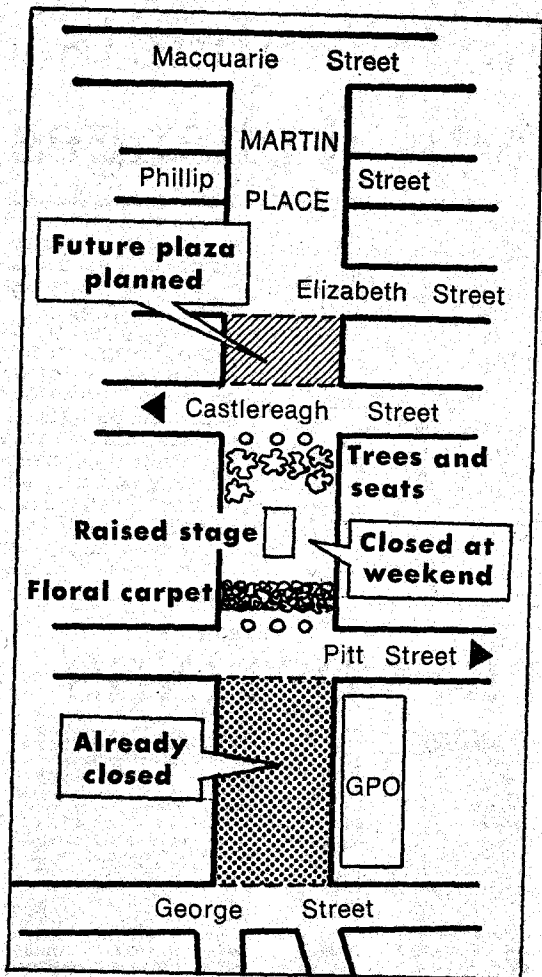 Macquarie Street
MARTIN
Phillip Street
PLACE
Future plaza
planned
Elizabeth Street
Castlereagh Street
Trees and
seats
Raised stage
Closed at
weekend
Floral carpet
Pitt Street
Already
closed
GPO
George Street